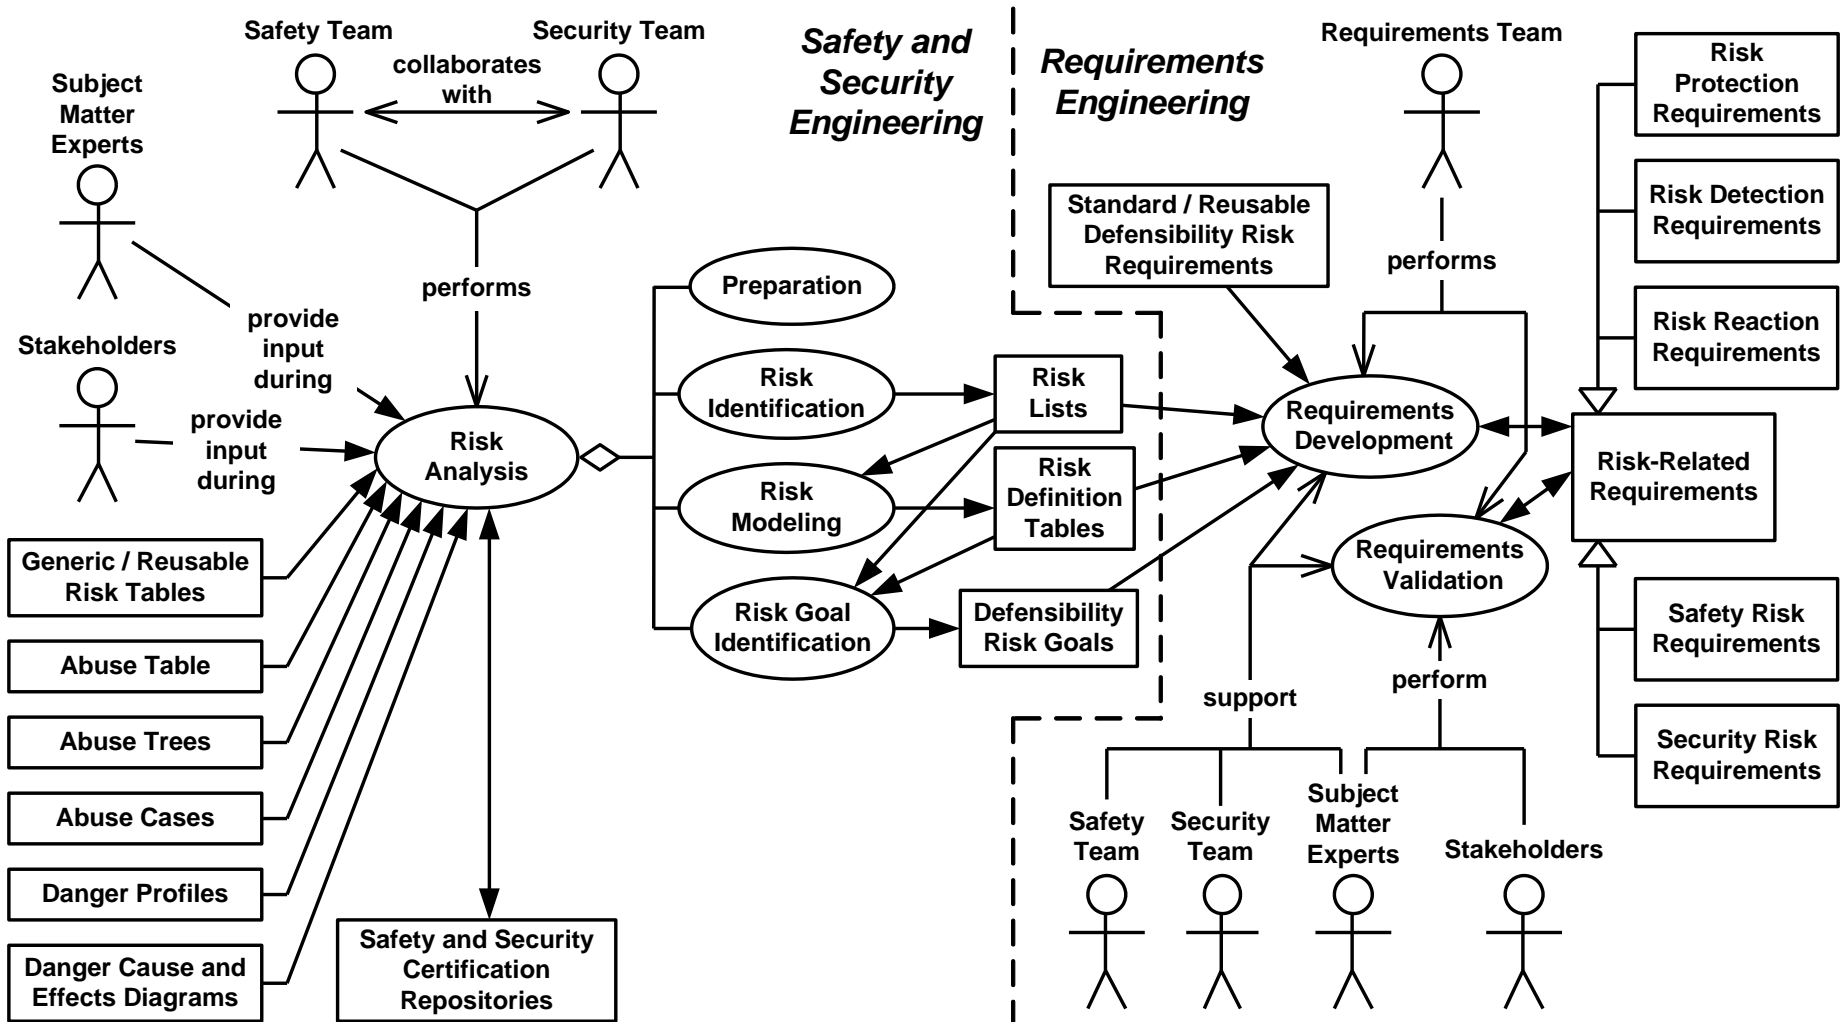 Safety Team
Security Team
collaborates
with
Safety and
Security
Engineering
Requirements
Engineering
Requirements Team
Risk
Protection
Requirements
Subject
Matter
Experts
Risk Detection
Requirements
Standard / Reusable
Defensibility Risk
Requirements
performs
performs
Preparation
Risk Reaction
Requirements
provide
input
during
Stakeholders
provide
input
during
Risk
Analysis
Risk
Identification
Risk
Lists
Requirements
Development
Risk-Related
Requirements
Risk
Modeling
Risk
Definition
Tables
Requirements
Validation
Generic / Reusable
Risk Tables
Risk Goal
Identification
Defensibility
Risk Goals
Safety Risk
Requirements
Abuse Table
support
perform
Abuse Trees
Security Risk
Requirements
Abuse Cases
Safety
Team
Security
Team
Subject
Matter
Experts
Stakeholders
Danger Profiles
Danger Cause and
Effects Diagrams
Safety and Security
Certification
Repositories